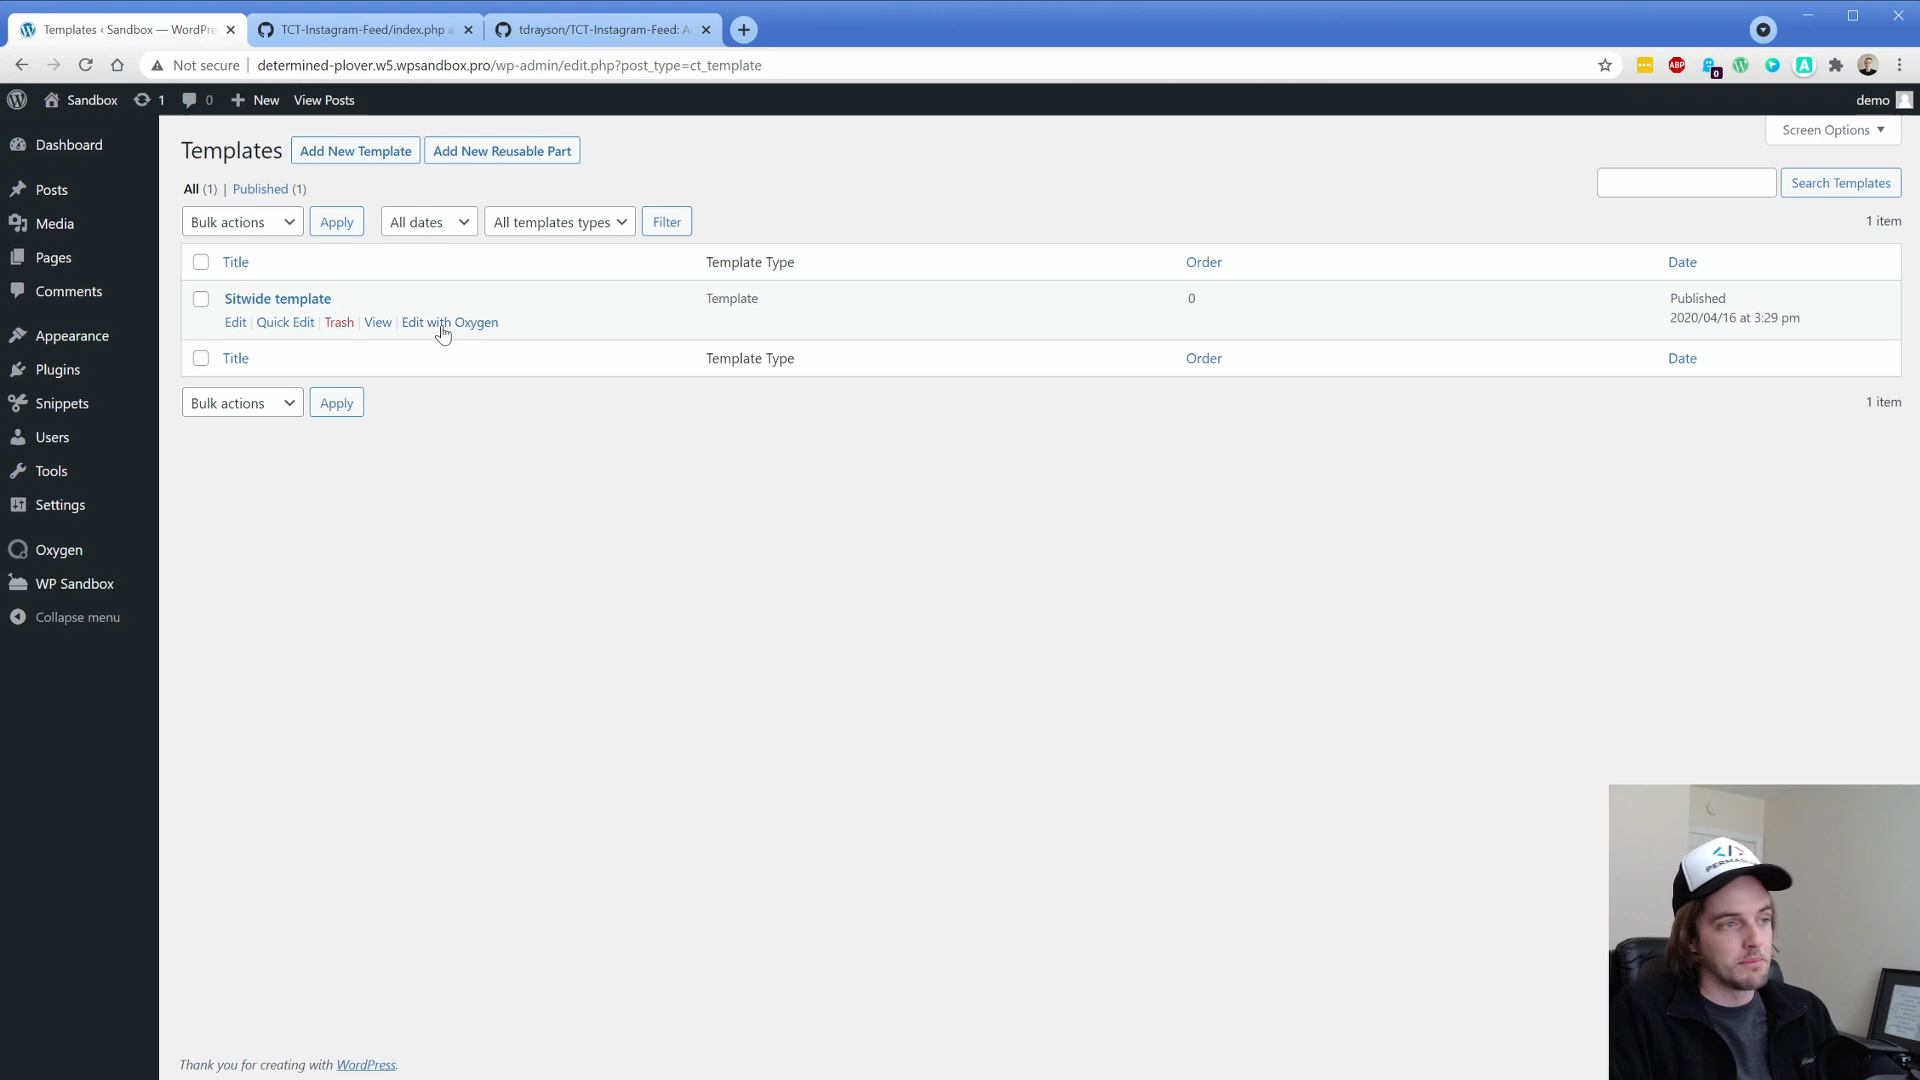 Templates ‹ Sandbox — WordPre
TCT-Instagram-Feed/index.php a
tdrayson/TCT-Instagram-Feed: A
Not secure
determined-plover.w5.wpsandbox.pro/wp-admin/edit.php?post_type=ct_template
ABP
0
A
Sandbox
1
0
New
View Posts
demo
Dashboard
Posts
Media
Pages
Comments
Appearance
Plugins
Snippets
Users
Tools
Settings
Oxygen
WP Sandbox
Collapse menu
Screen Options
Templates
Add New Template
Add New Reusable Part
All (1) | Published (1)
Search Templates
Bulk actions
Apply
All dates
All templates types
Filter
1 item
Title
Template Type
Order
Date
Sitwide template
Template
0
Published
2020/04/16 at 3:29 pm
Edit | Quick Edit | Trash | View | Edit with Oxygen
Title
Template Type
Order
Date
Bulk actions
Apply
1 item
Thank you for creating with WordPress.